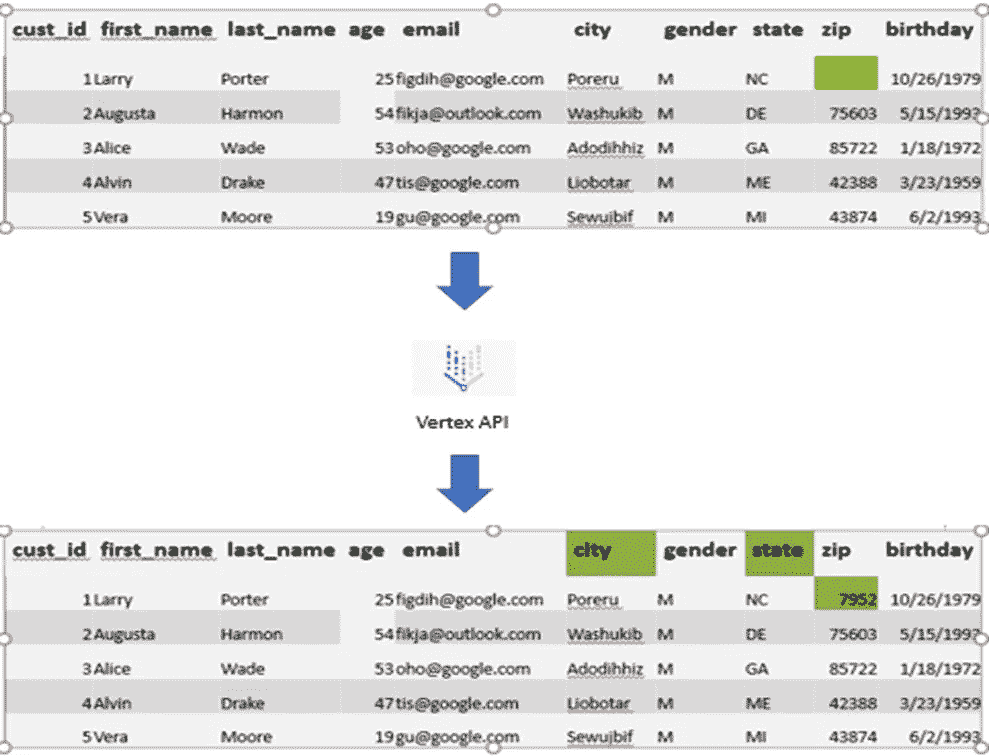 cust_id first_name last_name age email city gender state zip birthday
1 Larry Porter 25 figdih@google.com Poreru M NC 10/26/1979
2 Augusta Harmon 54 fikja@outlook.com Washukib M DE 75603 5/15/1992
3 Alice Wade 53 oho@google.com Adodihhiz M GA 85722 1/18/1972
4 Alvin Drake 47 tis@google.com Liobotar M ME 42388 3/23/1959
5 Vera Moore 19 gu@google.com Sewujbif M MI 43874 6/2/1993
Vertex API
cust_id first_name last_name age email city gender state zip birthday
1 Larry Porter 25 figdih@google.com Poreru M NC 7952 10/26/1979
2 Augusta Harmon 54 fikja@outlook.com Washukib M DE 75603 5/15/1992
3 Alice Wade 53 oho@google.com Adodihhiz M GA 85722 1/18/1972
4 Alvin Drake 47 tis@google.com Liobotar M ME 42388 3/23/1959
5 Vera Moore 19 gu@google.com Sewujbif M MI 43874 6/2/1993